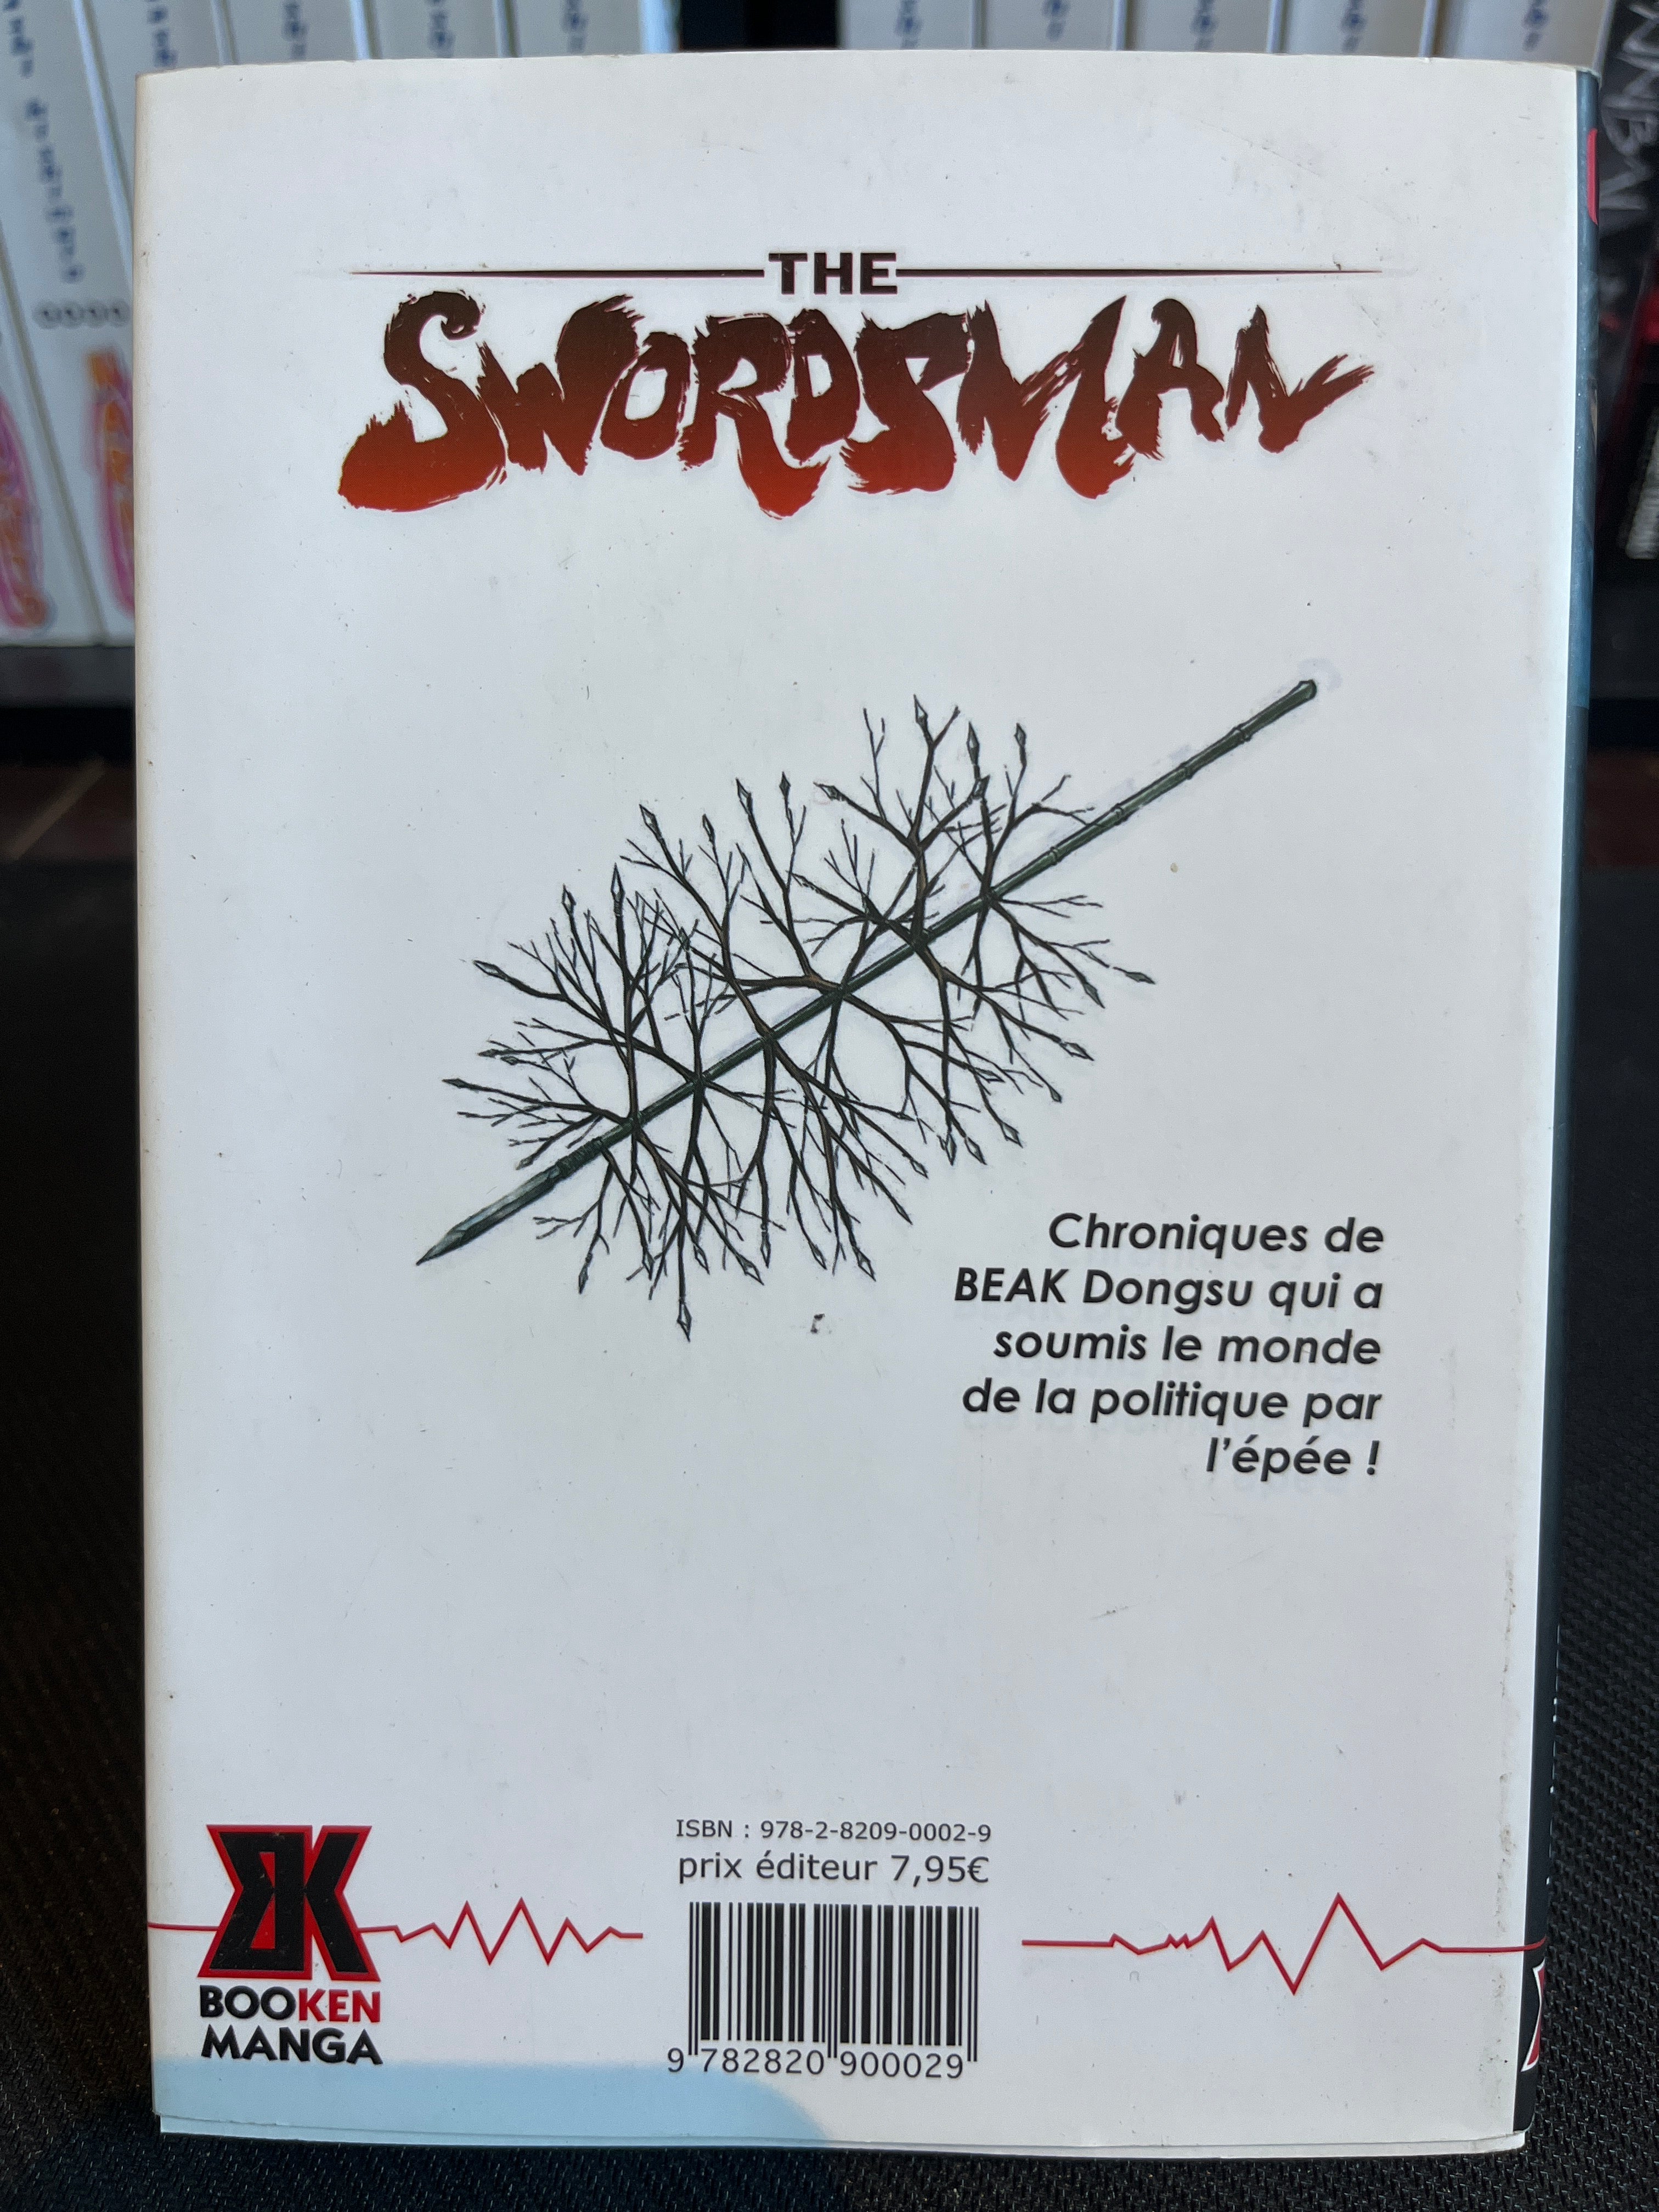 THE
SWORDSMAN
Chroniques de
BEAK Dongsu qui a
soumis le monde
de la politique par
l'épée !
ISBN : 978-2-8209-0002-9
prix éditeur 7,95€
BK
BOOKEN
MANGA
9 782820 900029